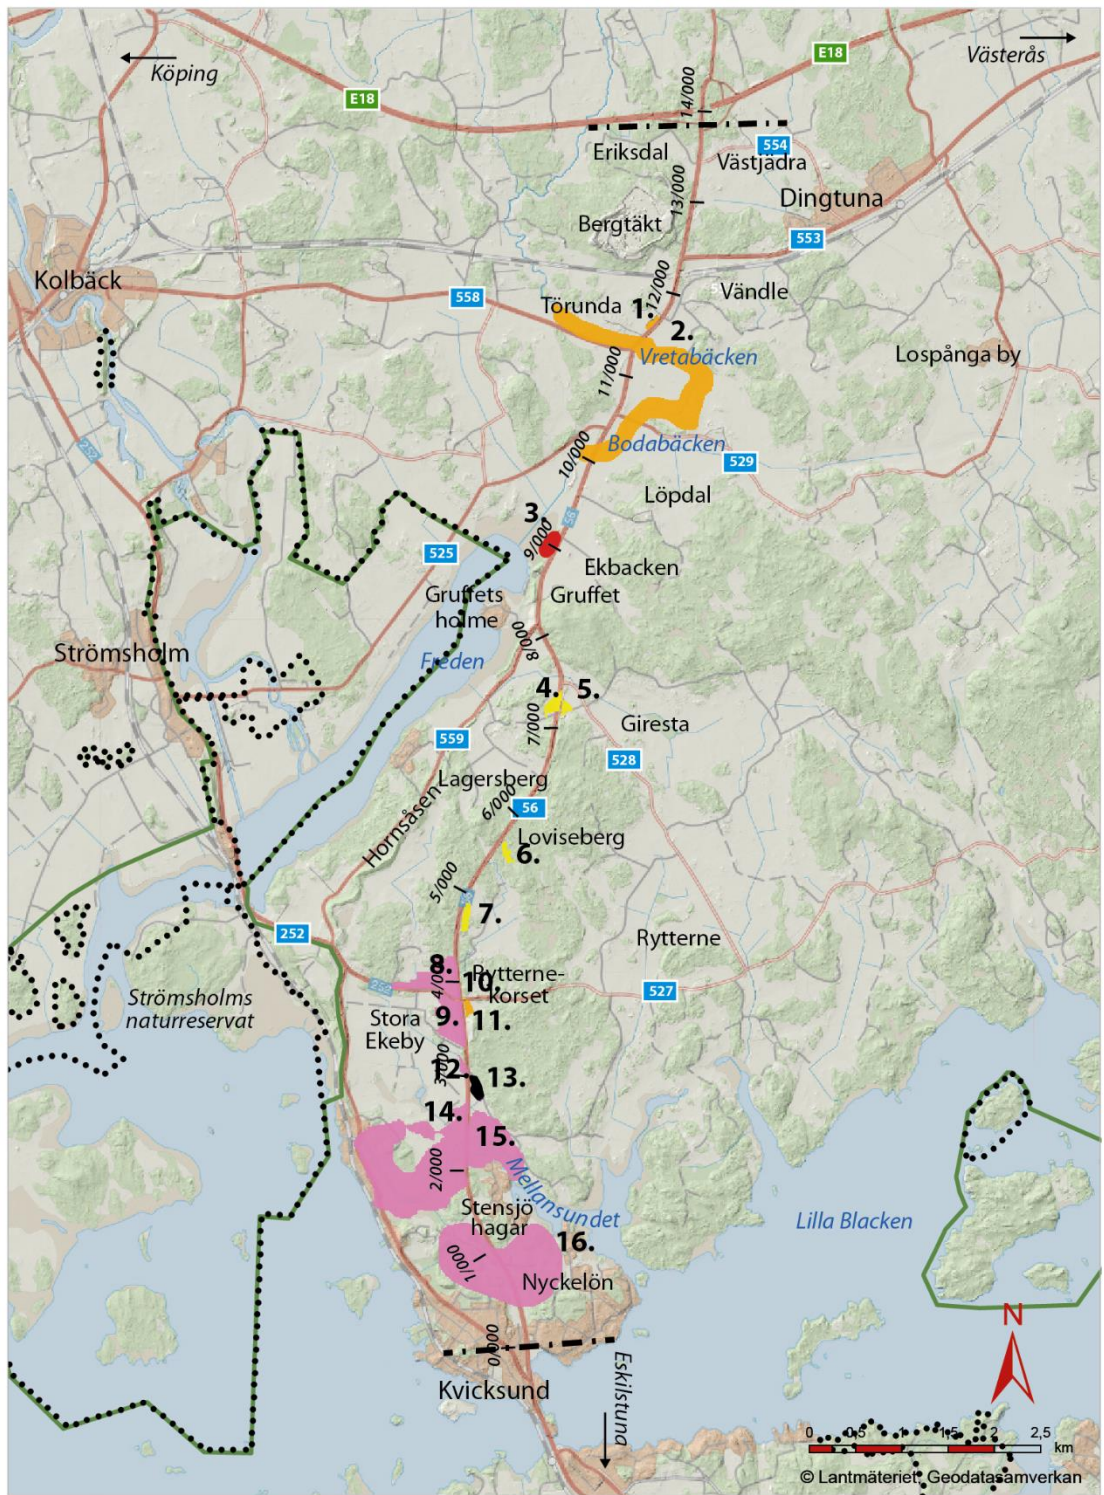 Köping
Västerås
E18
E18
14/000
Eriksdal
554
Västjädra
13/000
Dingtuna
Bergtäkt
553
Kolbäck
12/000
Vändle
558
Törunda
1.
2.
Vretabäcken
Lospånga by
11/000
252
Bodabäcken
10/000
529
Löpdal
3.
56
9/000
525
Ekbacken
Gruffets
holme
Gruffet
8/000
Strömsholm
Freden
4.
5.
7/000
Giresta
559
528
Lagersberg
6/000
56
Hornsåsen
Loviseberg
6.
5/000
7.
252
Rytterne
8.
4/000
Rytterne-
korset
10.
252
527
Strömsholms
naturreservat
Stora
Ekeby
9.
11.
3/000
12.
13.
14.
15.
2/000
Mellansundet
Stensjö
hagar
Lilla Blacken
16.
1/000
Nyckelön
N
0/000
Kvicksund
Eskilstuna
0 0,5 1 2 2,5
km
© Lantmäteriet, Geodatasamverkan